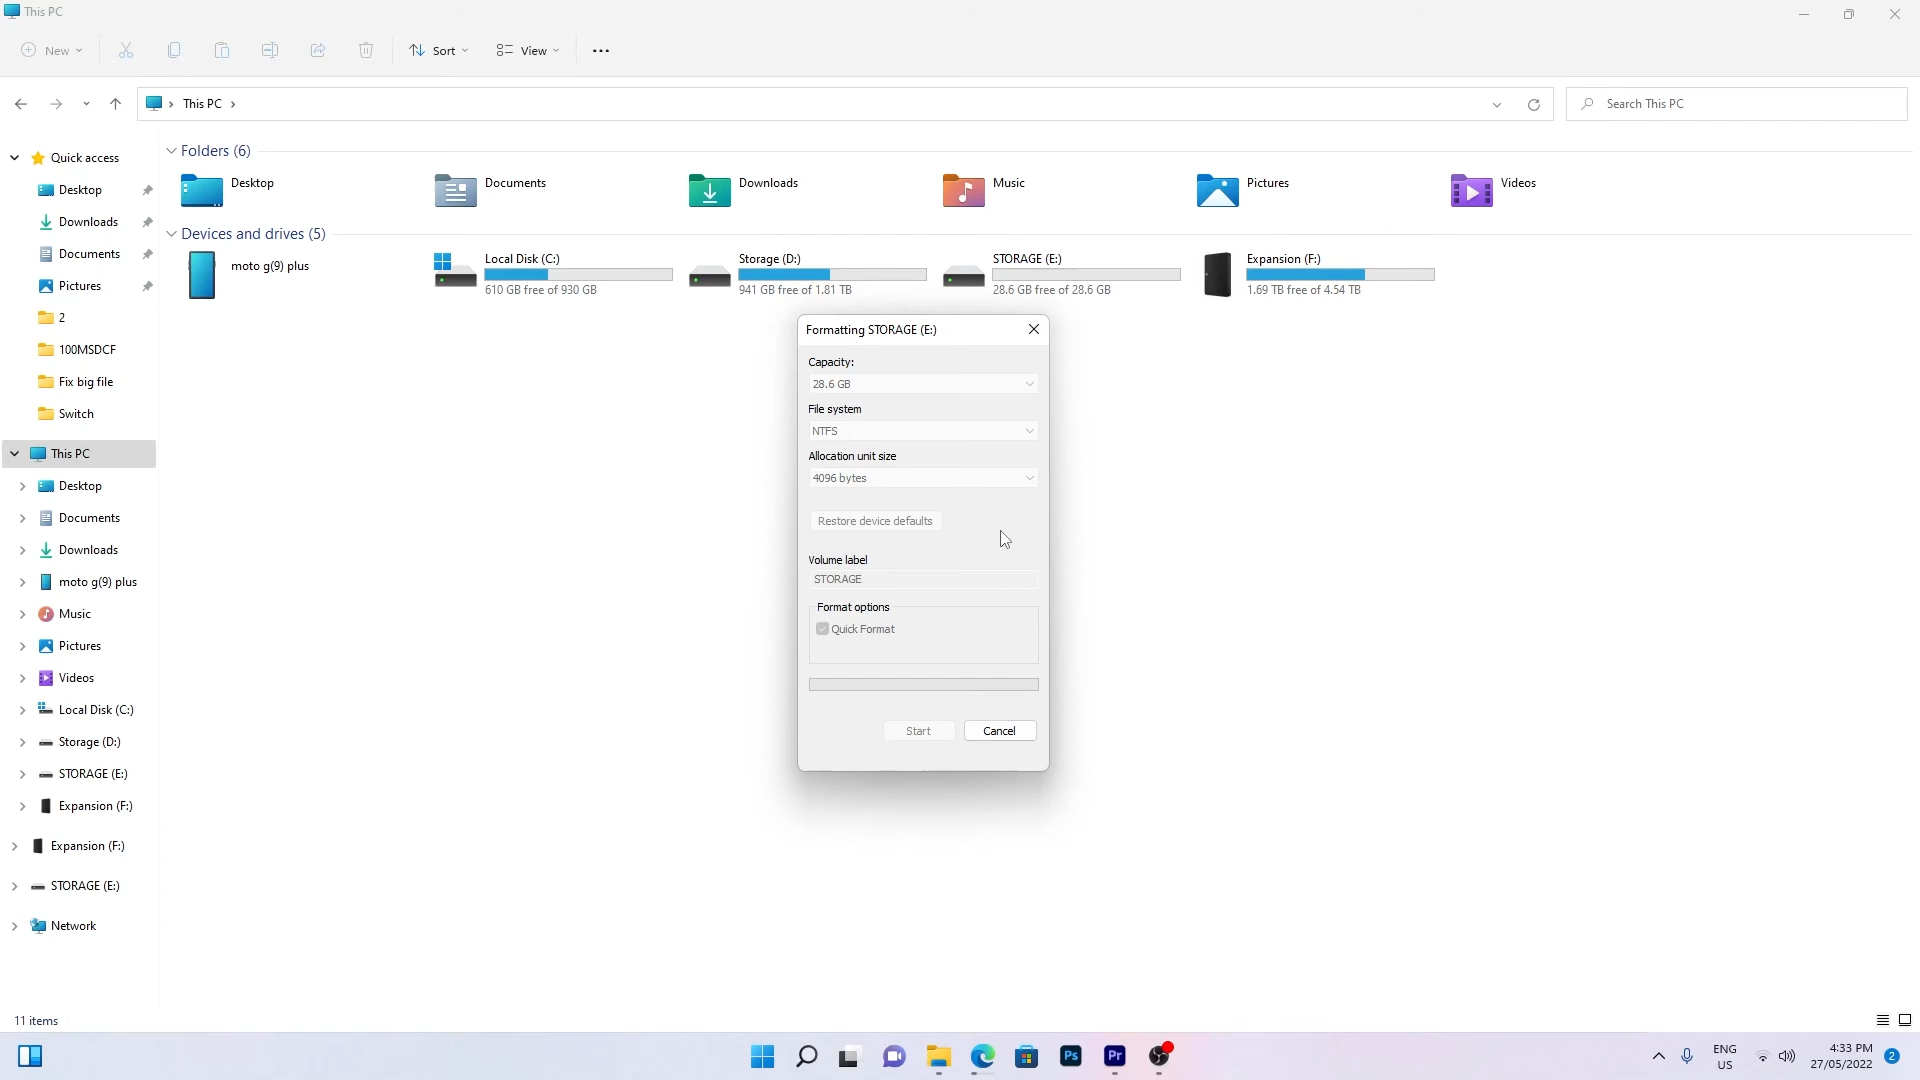 This PC
New
Sort
View
This PC
Search This PC
Quick access
Desktop
Downloads
Documents
Pictures
2
100MSDCF
Fix big file
Switch
This PC
Desktop
Documents
Downloads
moto g(9) plus
Music
Pictures
Videos
Local Disk (C:)
Storage (D:)
STORAGE (E:)
Expansion (F:)
Expansion (F:)
STORAGE (E:)
Network
Folders (6)
Desktop
Documents
Downloads
Music
Pictures
Videos
Devices and drives (5)
moto g(9) plus
Local Disk (C:)
610 GB free of 930 GB
Storage (D:)
941 GB free of 1.81 TB
STORAGE (E:)
28.6 GB free of 28.6 GB
Expansion (F:)
1.69 TB free of 4.54 TB
Formatting STORAGE (E:)
Capacity:
28.6 GB
File system
NTFS
Allocation unit size
4096 bytes
Restore device defaults
Volume label
STORAGE
Format options
Quick Format
Start
Cancel
11 items
Ps
Pr
ENG
US
4:33 PM
27/05/2022
2